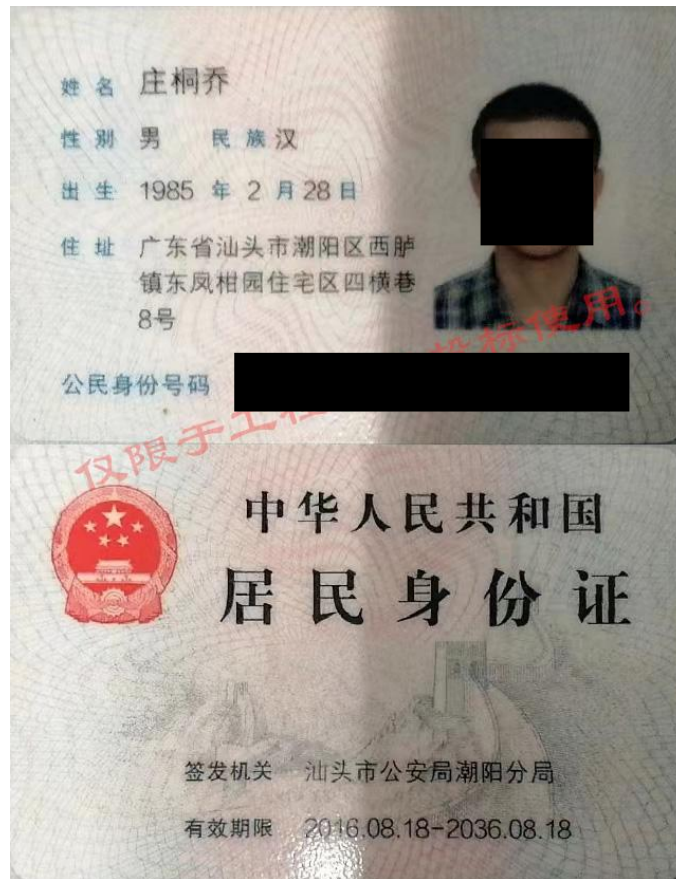 姓名 庄桐乔
性别 男 民族 汉
出生 1985 年 2 月 28 日
住址 广东省汕头市潮阳区西胪
镇东凤柑园住宅区四横巷
8号
公民身份号码
仅限于工程 投标使用。
中华人民共和国
居民身份证
签发机关 汕头市公安局潮阳分局
有效期限 2016.08.18-2036.08.18